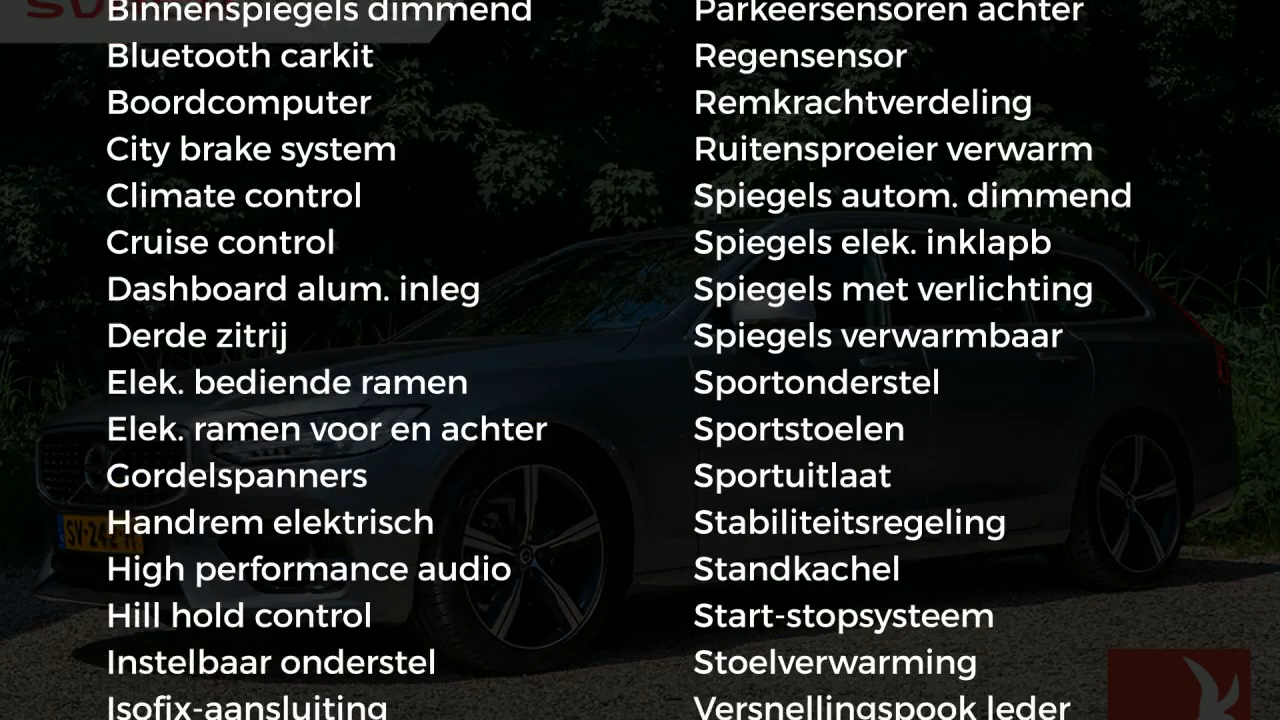 Binnenspiegels dimmend
Bluetooth carkit
Boordcomputer
City brake system
Climate control
Cruise control
Dashboard alum. inleg
Derde zitrij
Elek. bediende ramen
Elek. ramen voor en achter
Gordelspanners
Handrem elektrisch
High performance audio
Hill hold control
Instelbaar onderstel
Isofix-aansluiting
Parkeersensoren achter
Regensensor
Remkrachtverdeling
Ruitensproeier verwarm
Spiegels autom. dimmend
Spiegels elek. inklapb
Spiegels met verlichting
Spiegels verwarmbaar
Sportonderstel
Sportstoelen
Sportuitlaat
Stabiliteitsregeling
Standkachel
Start-stopsysteem
Stoelverwarming
Versnellingspook leder